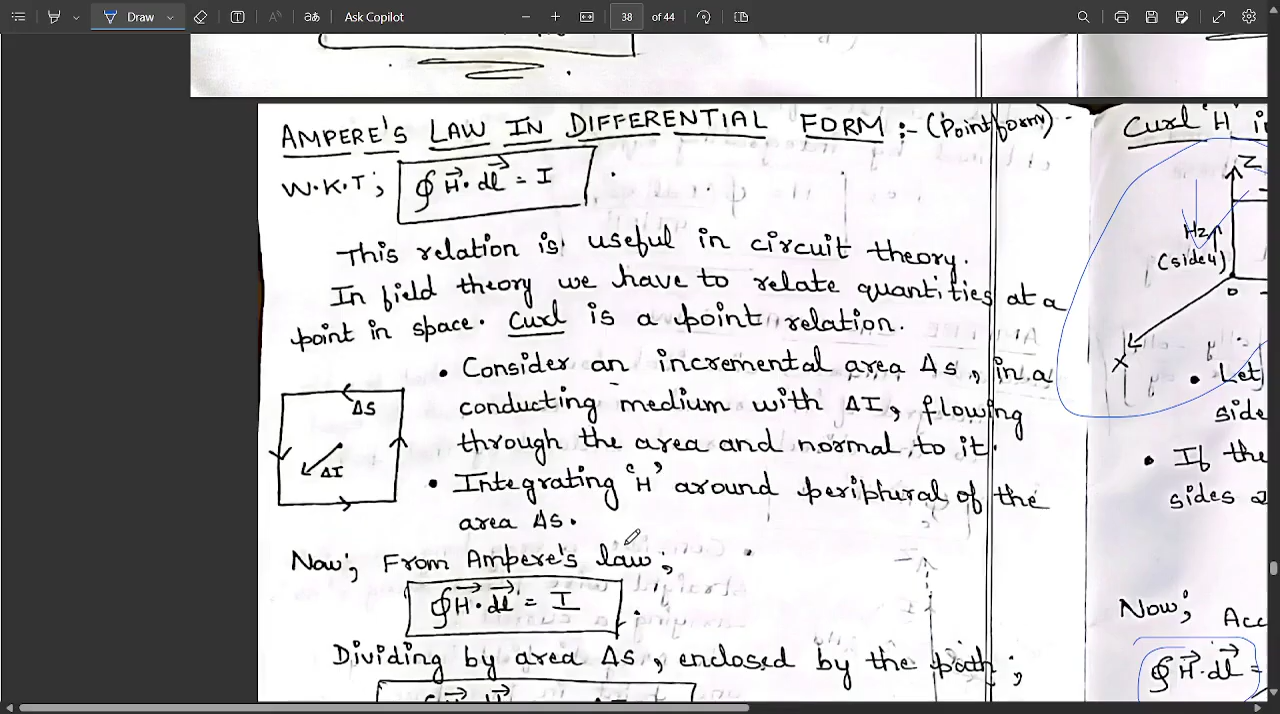 Draw
Ask Copilot
38 of 44
AMPERE'S LAW IN DIFFERENTIAL FORM :- (Point form) -
W.K.T; ∮ H⃗ · dl⃗ = I .
This relation is useful in circuit theory.
In field theory we have to relate quantities at a
point in space. Curl is a point relation.
• Consider an incremental area ΔS, in a
conducting medium with ΔI, flowing
through the area and normal to it.
• Integrating 'H' around periphural of the
area ΔS.
ΔS
ΔI
Now; From Ampere's law;
∮ H⃗ · dl⃗ = I .
Dividing by area ΔS, enclosed by the path;
Curl H i
Z
Hz
(side 4)
O
X
• Let
side
• If the
sides a
Now; Acc
∮ H⃗ · dl⃗ =